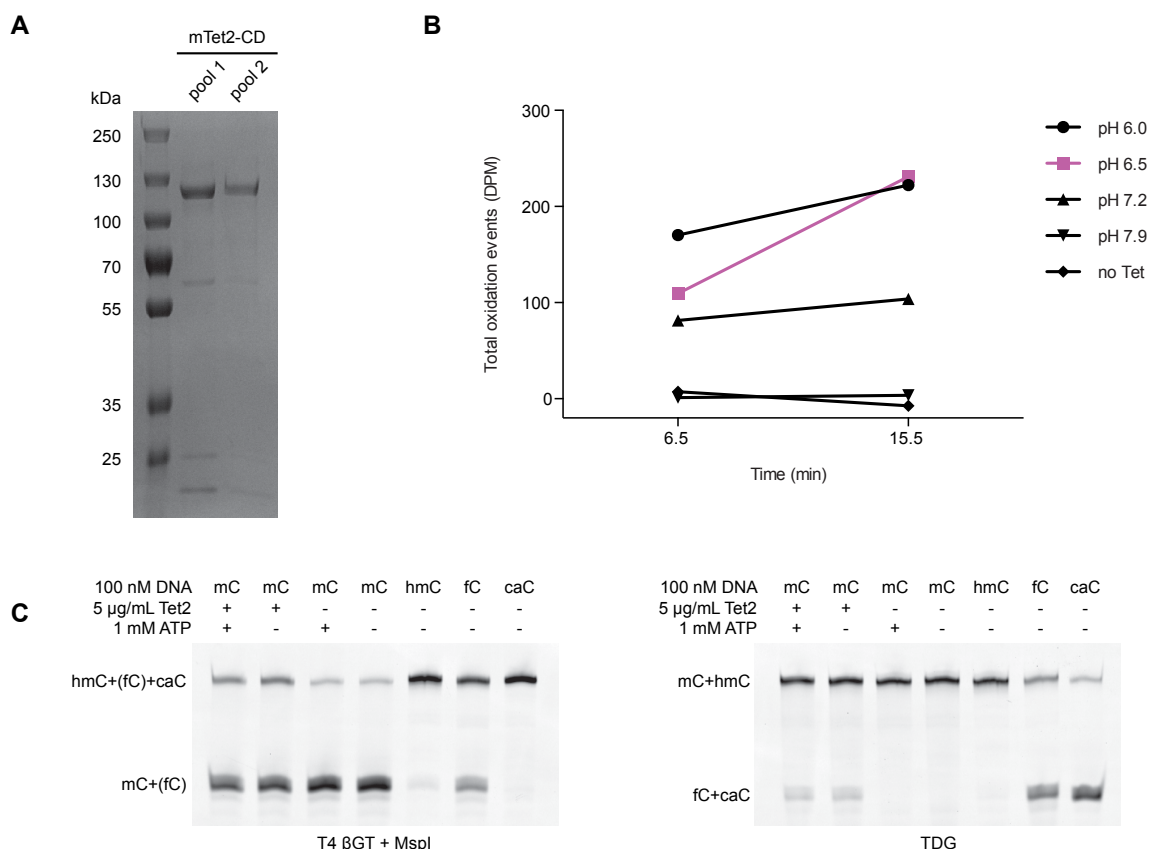 A
mTet2-CD
pool 1
pool 2
kDa
250
130
100
70
55
35
25
B
Total oxidation events (DPM)
300
200
100
0
6.5
15.5
Time (min)
pH 6.0
pH 6.5
pH 7.2
pH 7.9
no Tet
C
100 nM DNA mC mC mC mC hmC fC caC
5 µg/mL Tet2 + + - - - - -
1 mM ATP + - + - - - -
hmC+(fC)+caC
mC+(fC)
T4 βGT + MspI
100 nM DNA mC mC mC mC hmC fC caC
5 µg/mL Tet2 + + - - - - -
1 mM ATP + - + - - - -
mC+hmC
fC+caC
TDG